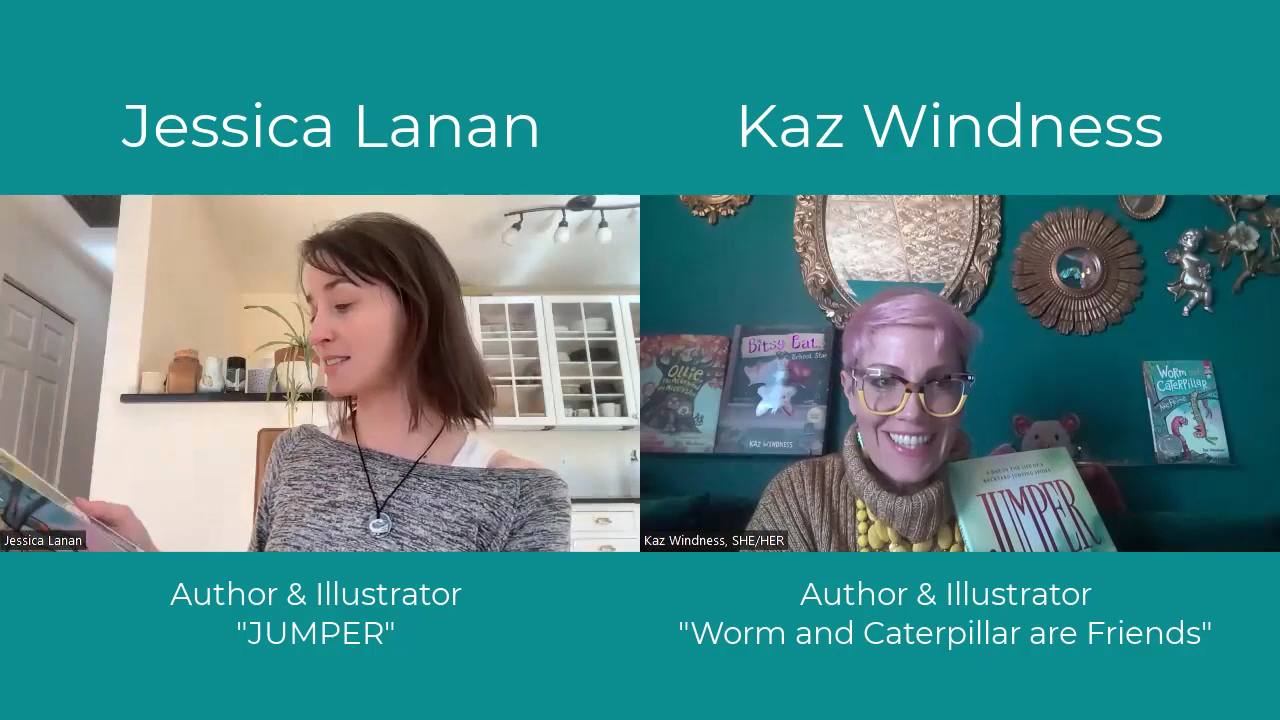 Jessica Lanan
Kaz Windness
Ollie
Bitsy Bat,
School Star
KAZ WINDNESS
WORM and
CATERPILLAR
A DAY IN THE LIFE OF A
BACKYARD JUMPING SPIDER
JUMPER
Jessica Lanan
Kaz Windness, SHE/HER
Author & Illustrator
"JUMPER"
Author & Illustrator
"Worm and Caterpillar are Friends"